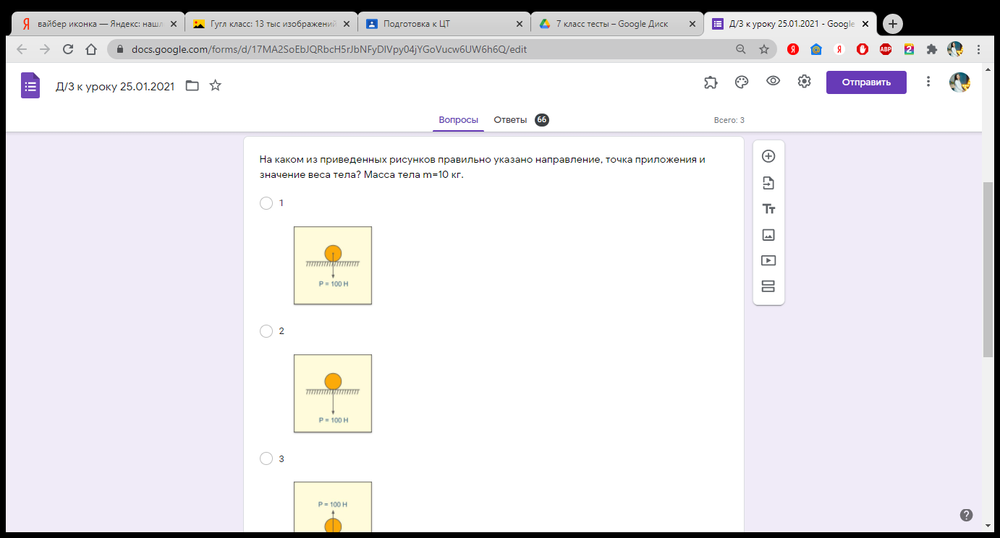 вайбер иконка — Яндекс: нашл
Гугл класс: 13 тыс изображений
Подготовка к ЦТ
7 класс тесты – Google Диск
Д/З к уроку 25.01.2021 - Google
docs.google.com/forms/d/17MA2SoEbJQRbcH5rJbNFyDlVpy04jYGoVucw6UW6h6Q/edit
Д/З к уроку 25.01.2021
Отправить
Вопросы
Ответы 66
Всего: 3
На каком из приведенных рисунков правильно указано направление, точка приложения и
значение веса тела? Масса тела m=10 кг.
1
P = 100 Н
2
P = 100 Н
3
P = 100 Н